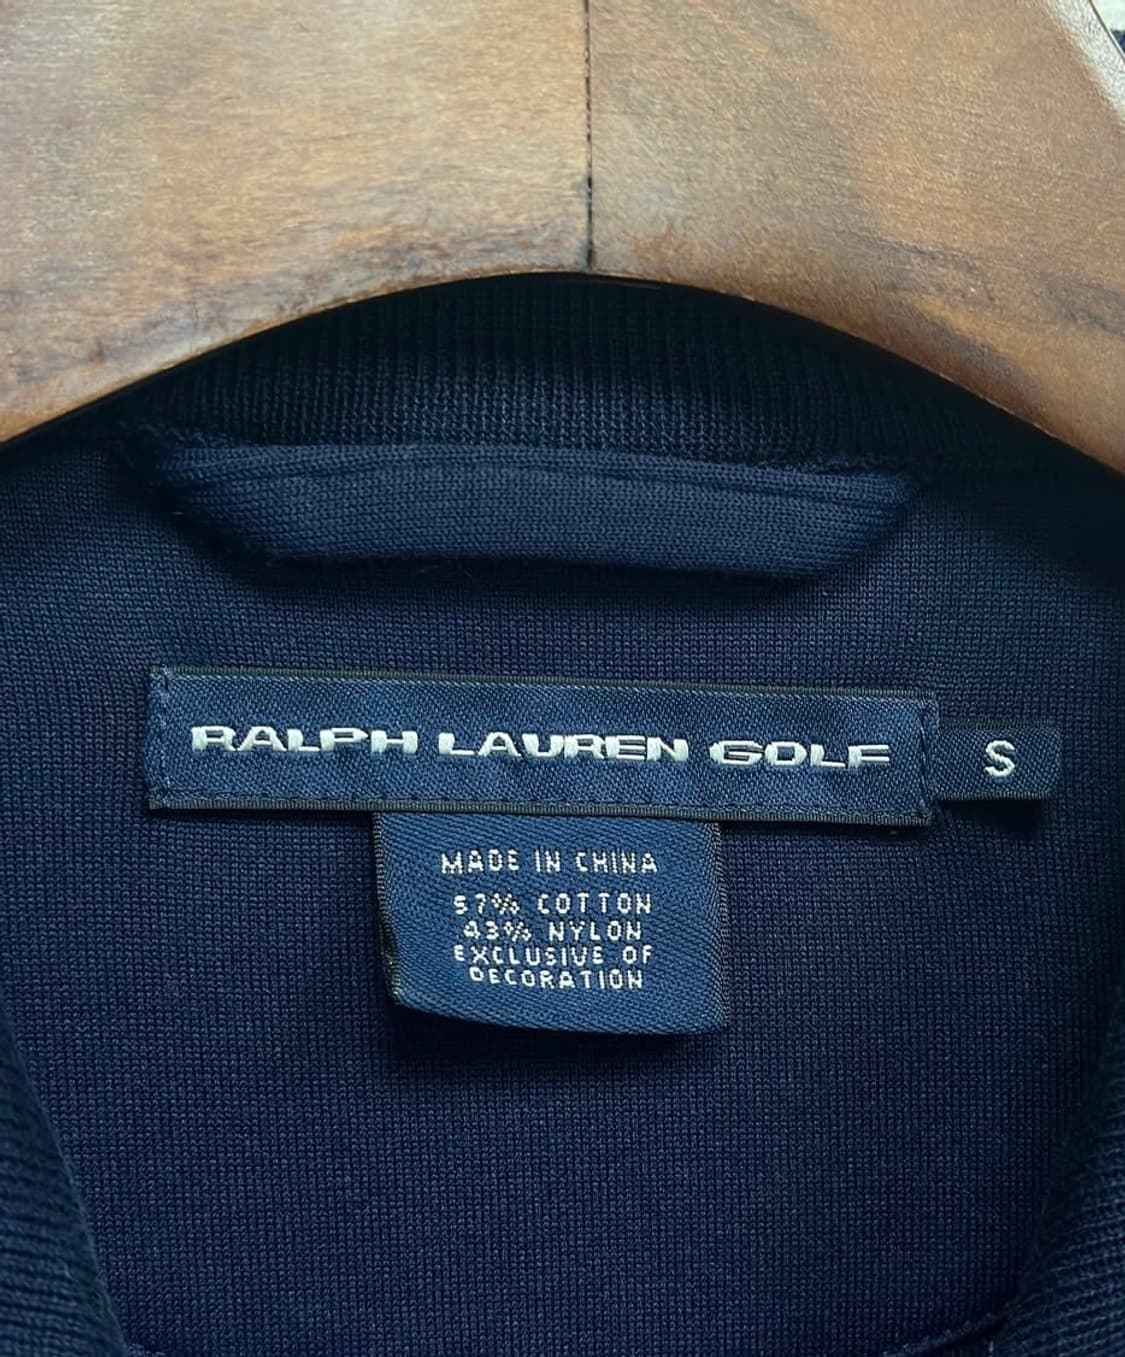 RALPH LAUREN GOLF
S
MADE IN CHINA
57% COTTON
43% NYLON
EXCLUSIVE OF
DECORATION